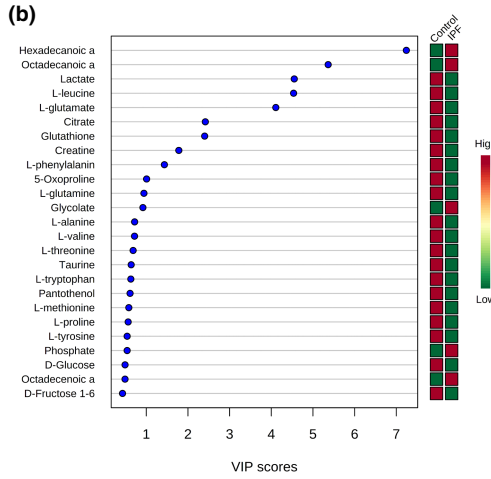 (b)
Control IPF
Hexadecanoic a
Octadecanoic a
Lactate
L-leucine
L-glutamate
Citrate
Glutathione
Creatine
L-phenylalanin
5-Oxoproline
L-glutamine
Glycolate
L-alanine
L-valine
L-threonine
Taurine
L-tryptophan
Pantothenol
L-methionine
L-proline
L-tyrosine
Phosphate
D-Glucose
Octadecenoic a
D-Fructose 1-6
High
Low
1 2 3 4 5 6 7
VIP scores